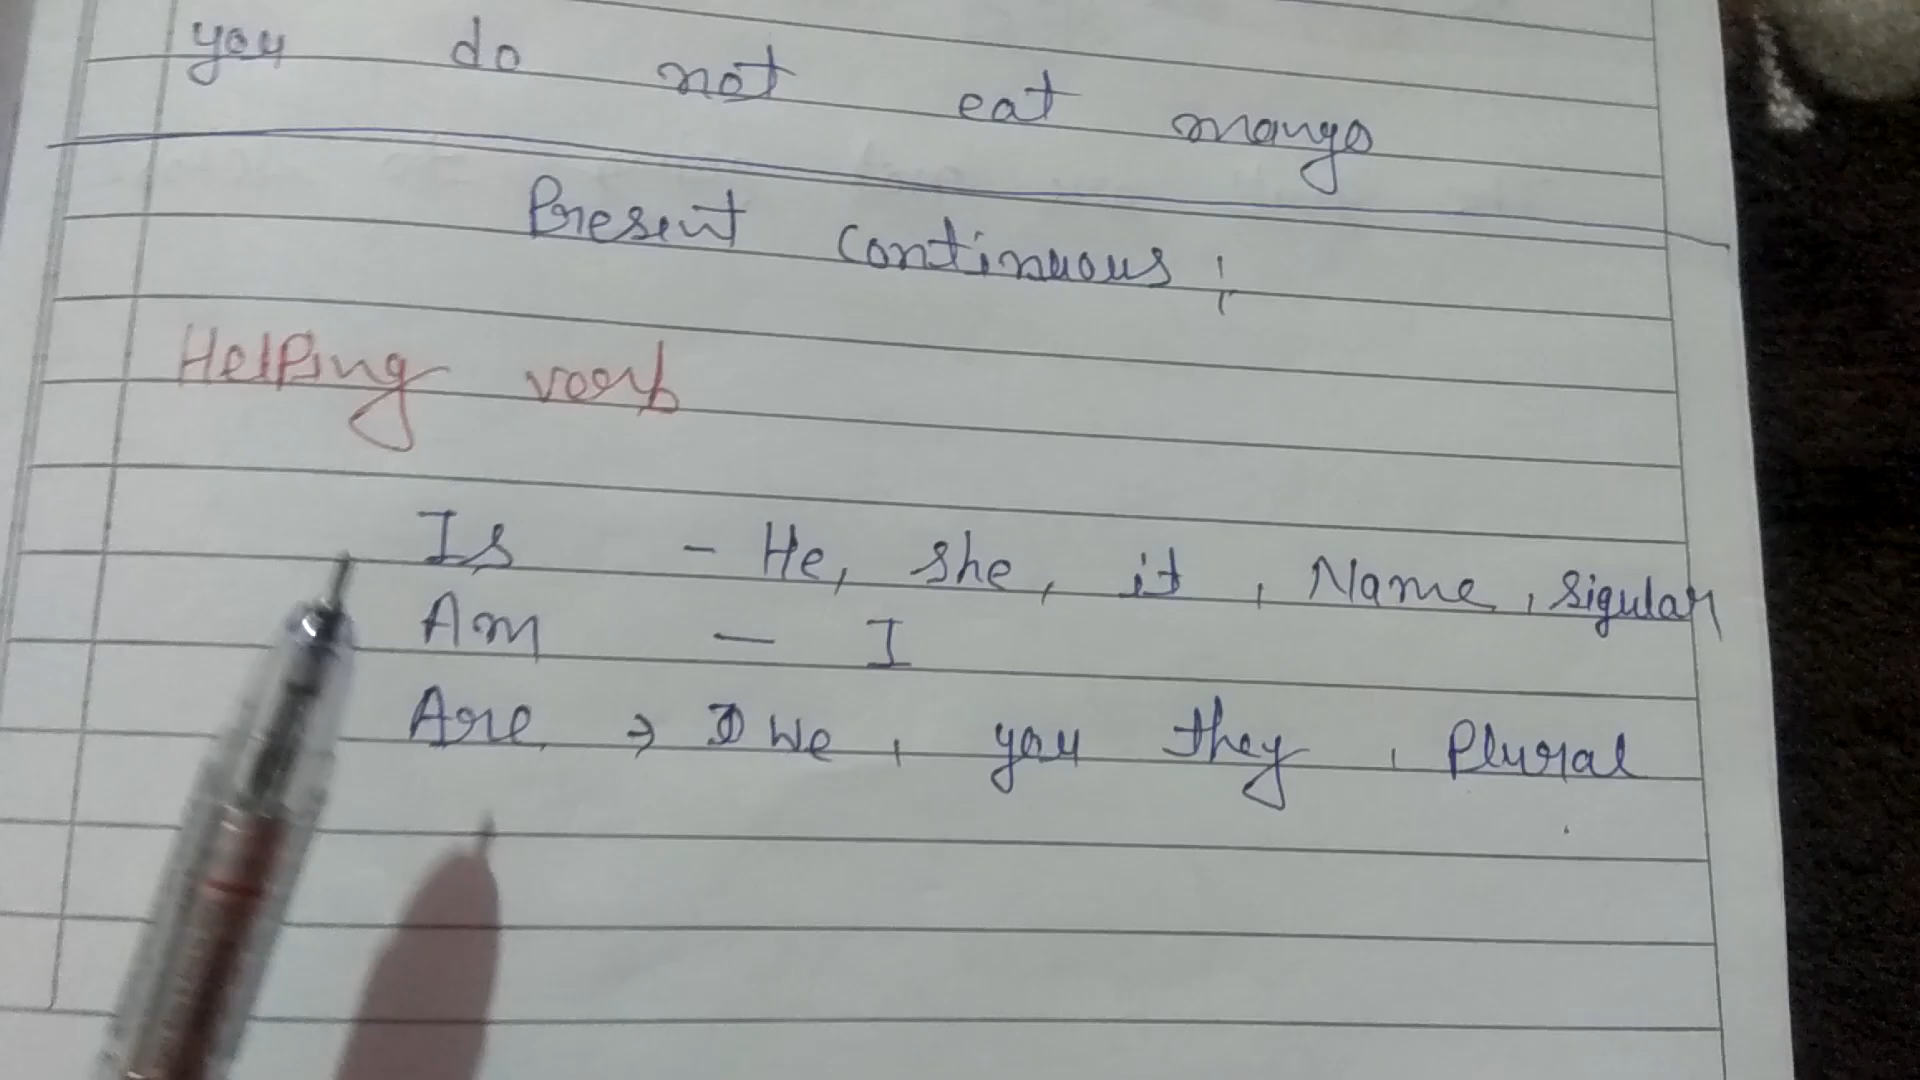 you do not eat mango
Present continuous :
Helping verb
Is - He, she, it, Name, sigular
Am - I
Are → We, you they, Plural